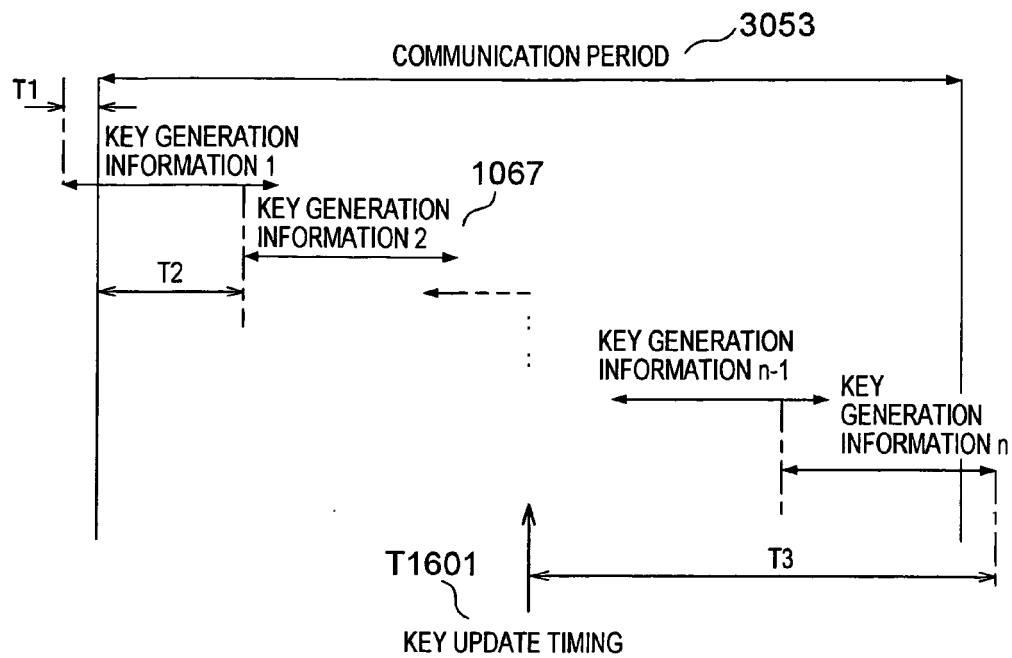 3053
COMMUNICATION PERIOD
T1
KEY GENERATION
INFORMATION 1
1067
KEY GENERATION
INFORMATION 2
T2
KEY GENERATION
INFORMATION n-1
KEY
GENERATION
INFORMATION n
T3
T1601
KEY UPDATE TIMING